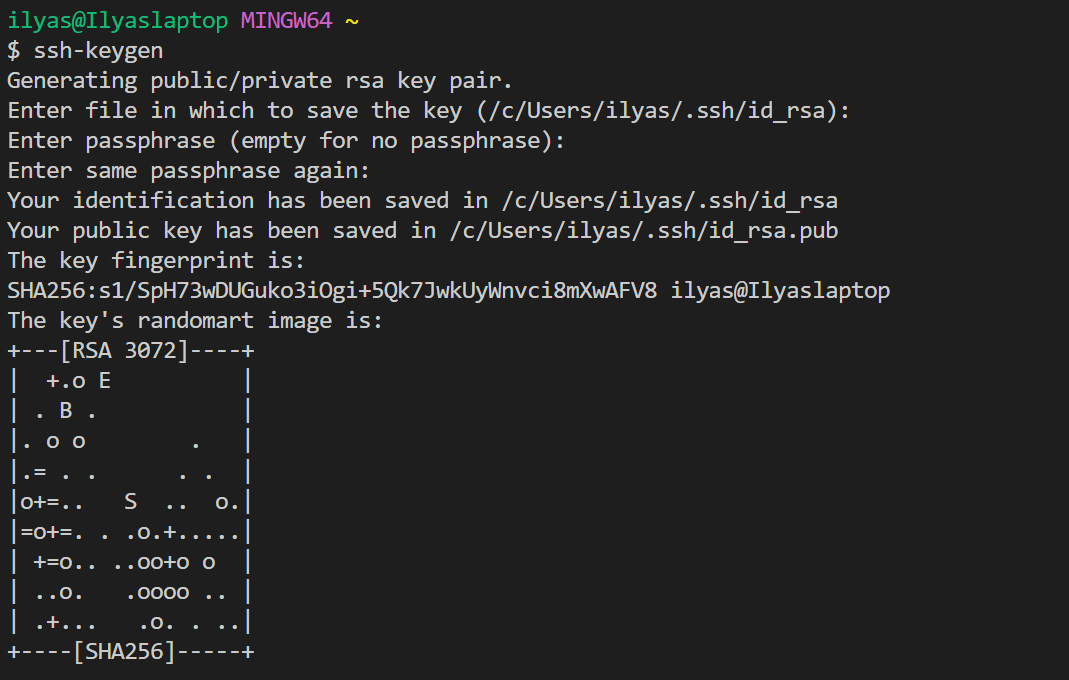 ilyas@Ilyaslaptop MINGW64 ~
$ ssh-keygen
Generating public/private rsa key pair.
Enter file in which to save the key (/c/Users/ilyas/.ssh/id_rsa):
Enter passphrase (empty for no passphrase):
Enter same passphrase again:
Your identification has been saved in /c/Users/ilyas/.ssh/id_rsa
Your public key has been saved in /c/Users/ilyas/.ssh/id_rsa.pub
The key fingerprint is:
SHA256:s1/SpH73wDUGuko3iOgi+5Qk7JwkUyWnvci8mXwAFV8 ilyas@Ilyaslaptop
The key's randomart image is:
+---[RSA 3072]----+
|  +.o E          |
| . B .           |
|. o o        .   |
|.= . .      . .  |
|o+=..   S  ..  o.|
|=o+=. . .o.+.....|
| +=o.. ..oo+o o  |
| ..o.   .oooo .. |
| .+...   .o. . ..|
+----[SHA256]-----+